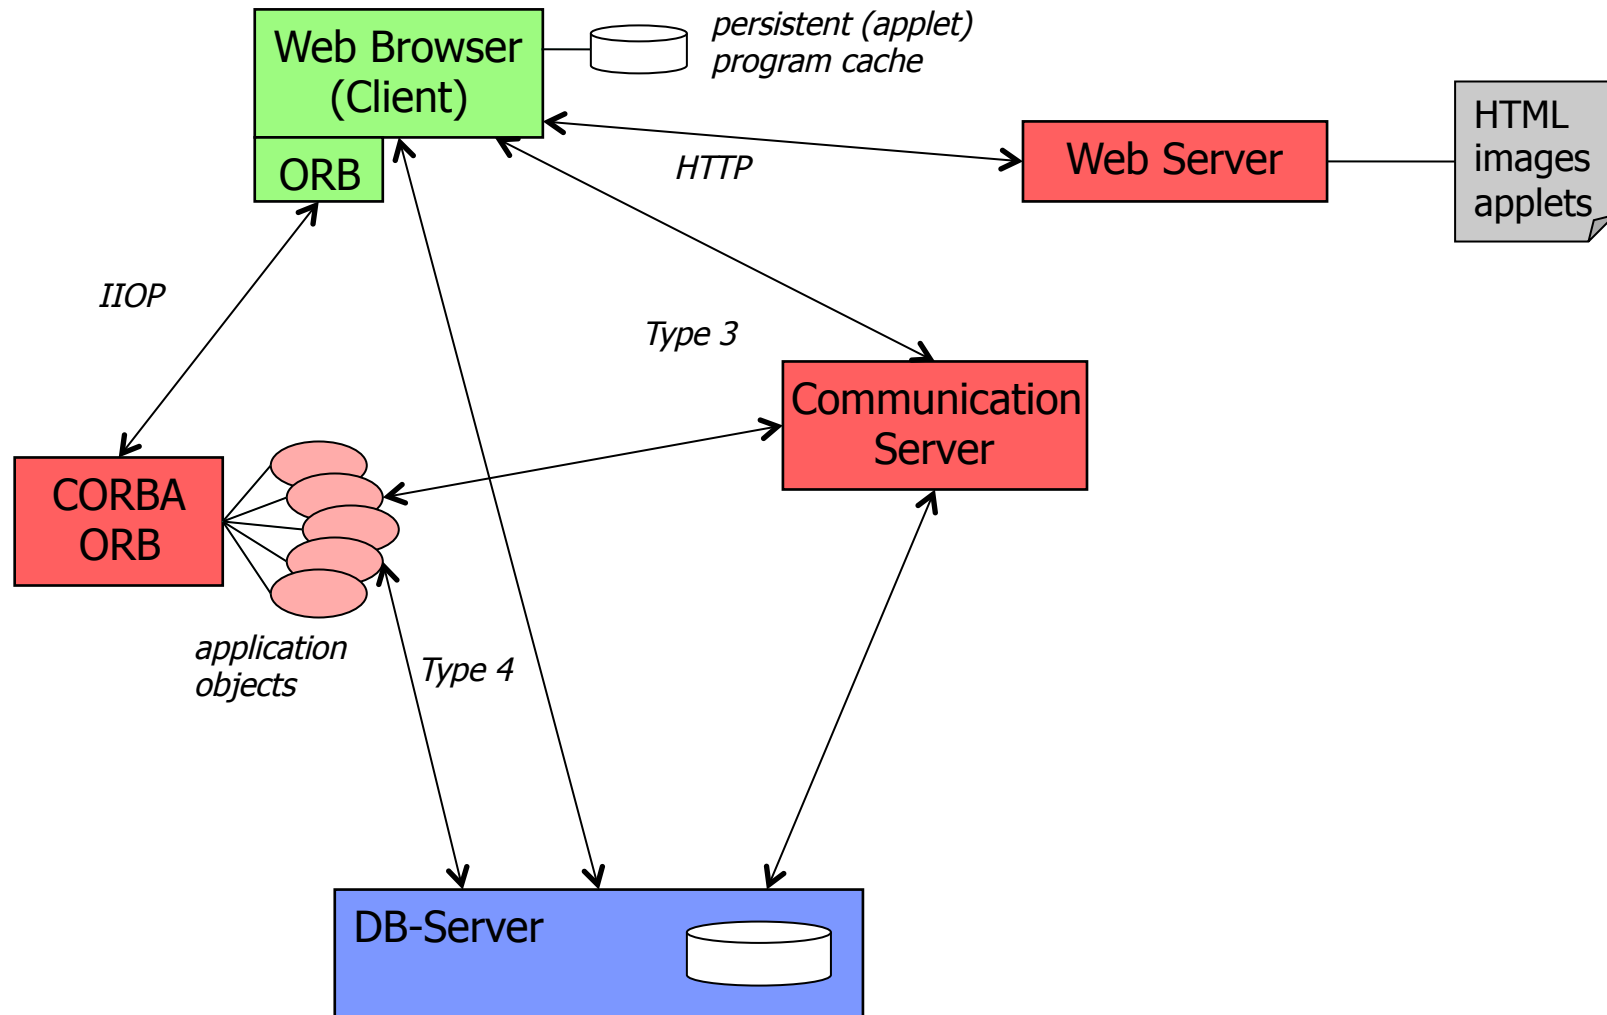 Web Browser
(Client)
persistent (applet)
program cache
HTML
images
applets
Web Server
HTTP
ORB
IIOP
Type 3
Communication
Server
CORBA
ORB
application
objects
Type 4
DB-Server